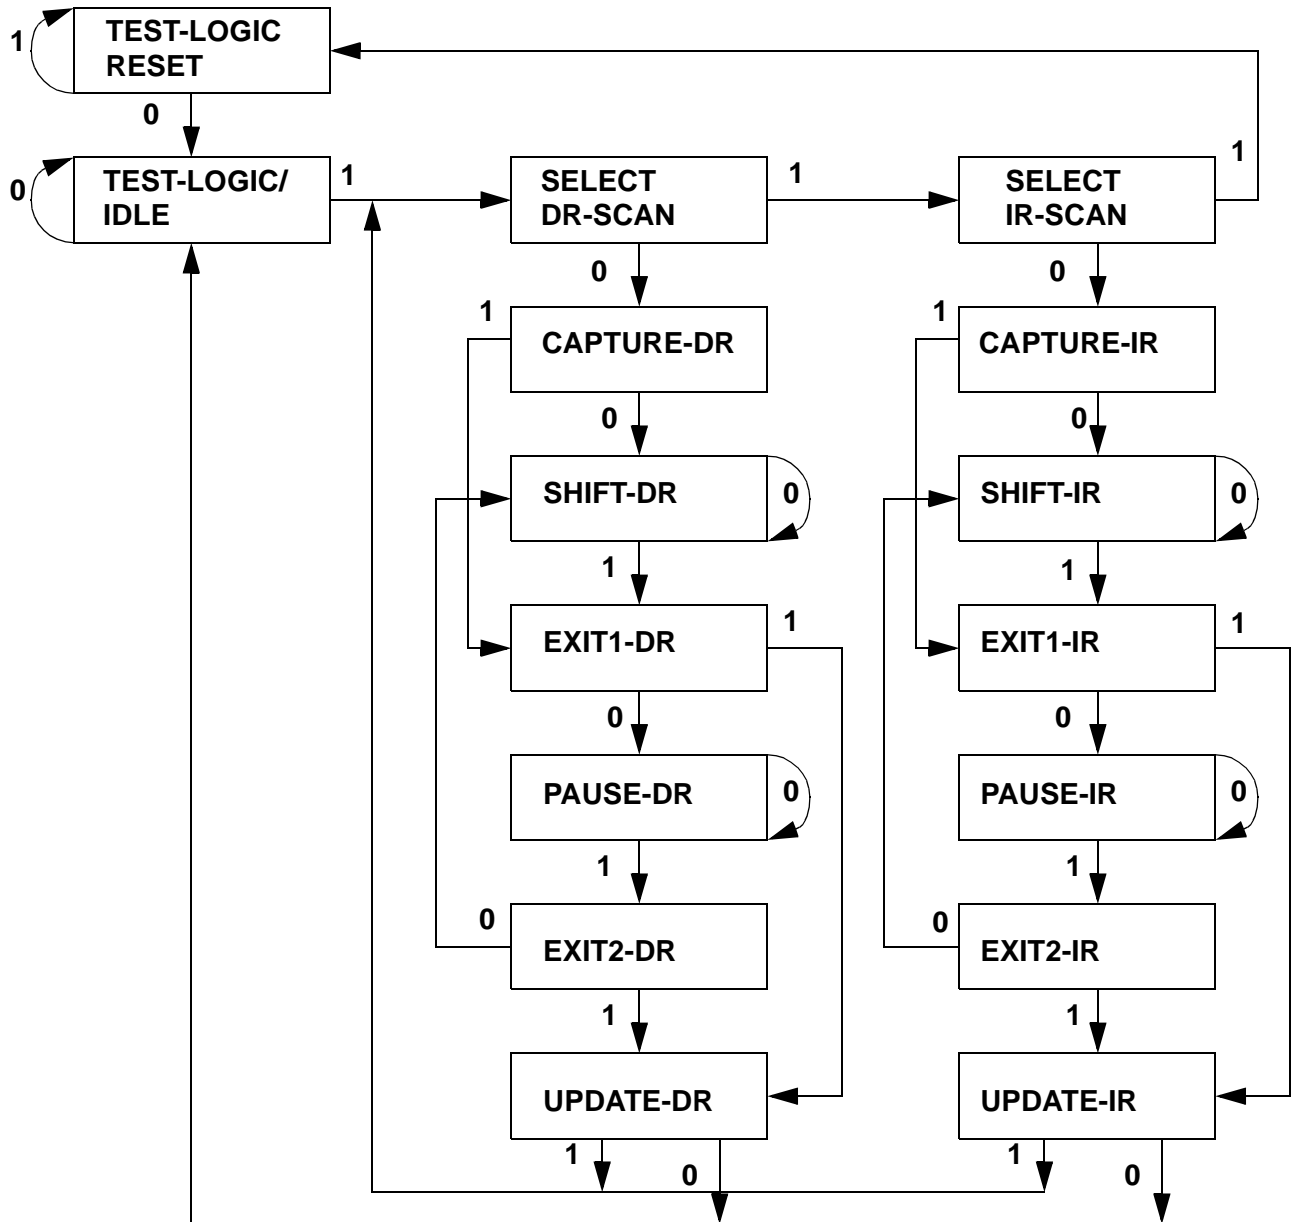 TEST-LOGIC
RESET
1
0
TEST-LOGIC/
IDLE
0
1
SELECT
DR-SCAN
1
SELECT
IR-SCAN
1
0
0
1
CAPTURE-DR
1
CAPTURE-IR
0
0
SHIFT-DR
0
SHIFT-IR
0
1
1
EXIT1-DR
1
EXIT1-IR
1
0
0
PAUSE-DR
0
PAUSE-IR
0
1
1
0
EXIT2-DR
0
EXIT2-IR
1
1
UPDATE-DR
UPDATE-IR
1
0
1
0